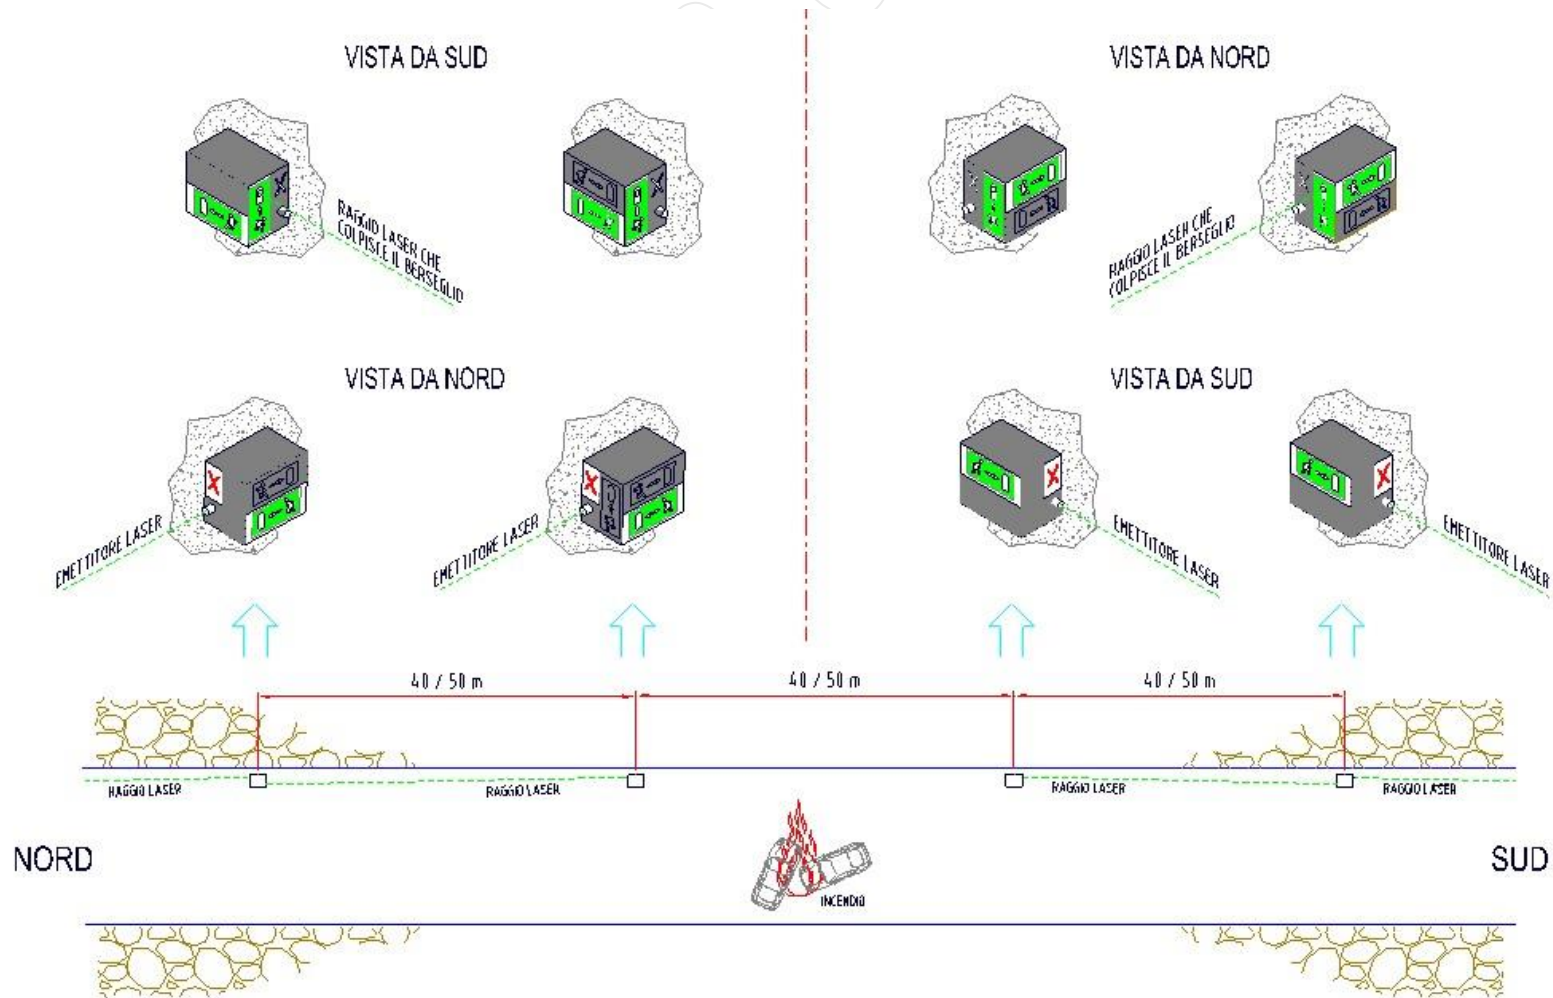 VISTA DA SUD
VISTA DA NORD
RAGGIO LASER CHE
COLPISCE IL BERSEGLIO
RAGGIO LASER CHE
COLPISCE IL BERSEGLIO
VISTA DA NORD
VISTA DA SUD
EMETTITORE LASER
EMETTITORE LASER
EMETTITORE LASER
EMETTITORE LASER
40 / 50 m
40 / 50 m
40 / 50 m
RAGGIO LASER
RAGGIO LASER
RAGGIO LASER
RAGGIO LASER
NORD
SUD
INCENDIO